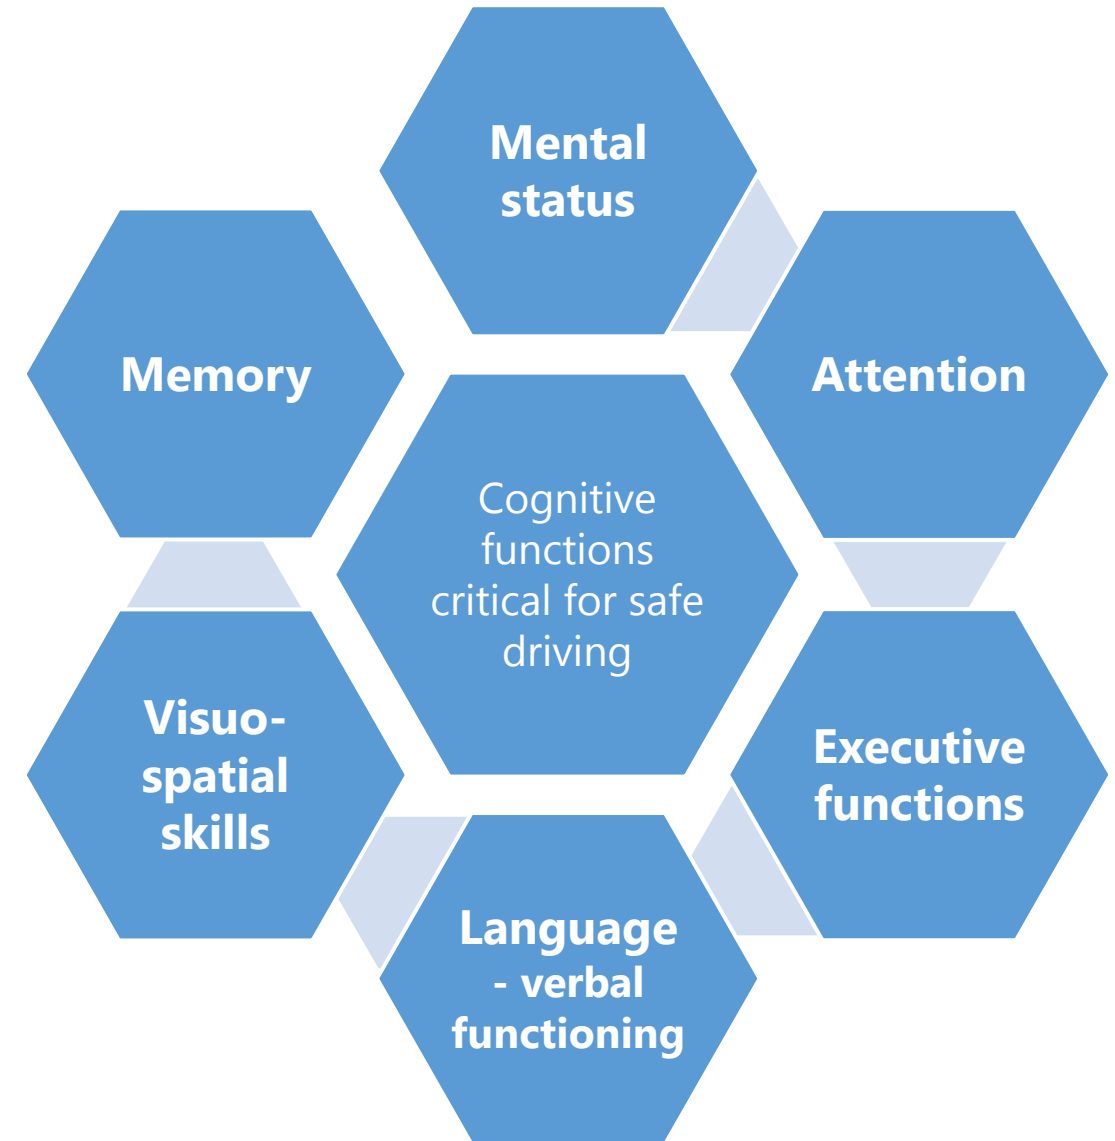 Mental
status
Memory
Attention
Cognitive
functions
critical for safe
driving
Visuo-
spatial
skills
Executive
functions
Language
- verbal
functioning